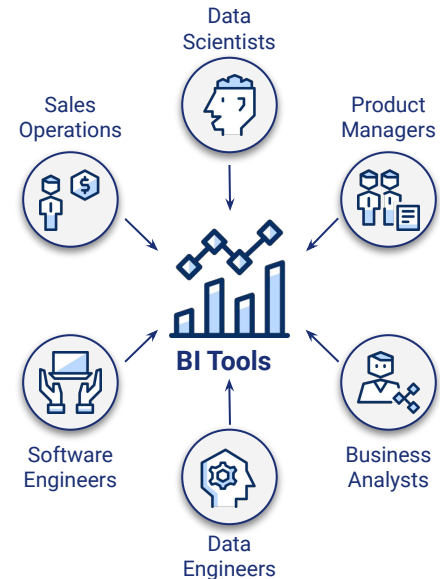 Data
Scientists
Sales
Operations
Product
Managers
$
BI Tools
Software
Engineers
Business
Analysts
Data
Engineers